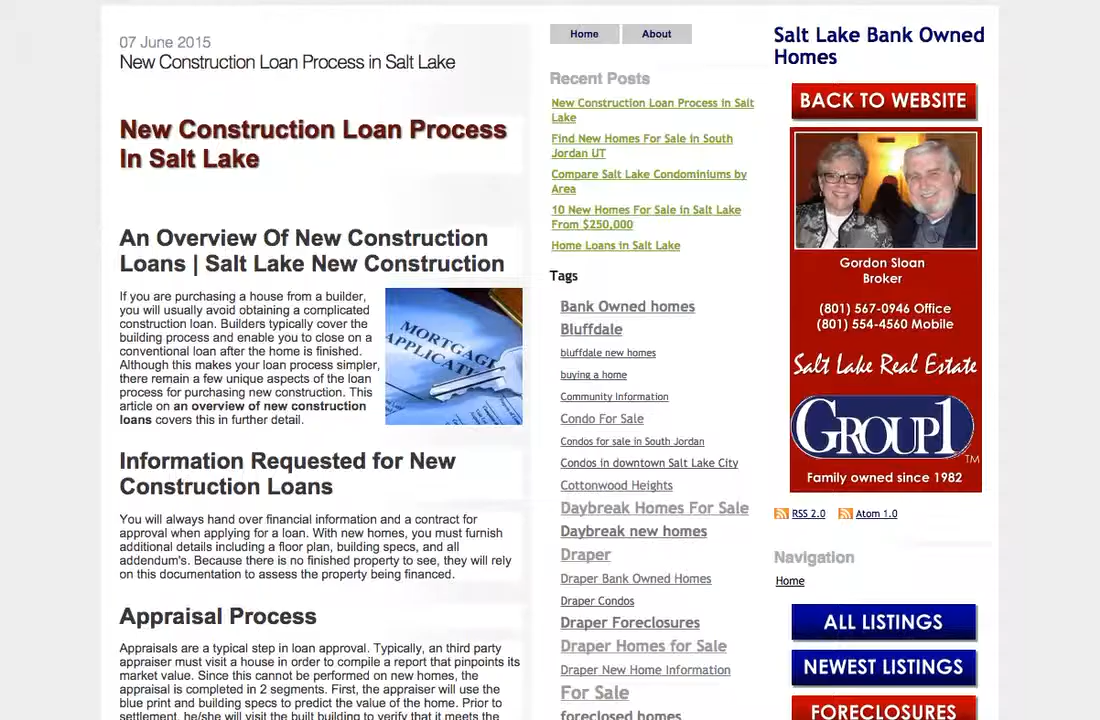 07 June 2015
New Construction Loan Process in Salt Lake
New Construction Loan Process
In Salt Lake
An Overview Of New Construction
Loans | Salt Lake New Construction
If you are purchasing a house from a builder,
you will usually avoid obtaining a complicated
construction loan. Builders typically cover the
building process and enable you to close on a
conventional loan after the home is finished.
Although this makes your loan process simpler,
there remain a few unique aspects of the loan
process for purchasing new construction. This
article on an overview of new construction
loans covers this in further detail.
MORTGAGE
APPLICATI
Information Requested for New
Construction Loans
You will always hand over financial information and a contract for
approval when applying for a loan. With new homes, you must furnish
additional details including a floor plan, building specs, and all
addendum's. Because there is no finished property to see, they will rely
on this documentation to assess the property being financed.
Appraisal Process
Appraisals are a typical step in loan approval. Typically, an third party
appraiser must visit a house in order to compile a report that pinpoints its
market value. Since this cannot be performed on new homes, the
appraisal is completed in 2 segments. First, the appraiser will use the
blue print and building specs to predict the value of the home. Prior to
settlement, he/she will visit the built building to verify that it meets the
Home
About
Recent Posts
New Construction Loan Process in Salt
Lake
Find New Homes For Sale in South
Jordan UT
Compare Salt Lake Condominiums by
Area
10 New Homes For Sale in Salt Lake
From $250,000
Home Loans in Salt Lake
Tags
Bank Owned homes
Bluffdale
bluffdale new homes
buying a home
Community Information
Condo For Sale
Condos for sale in South Jordan
Condos in downtown Salt Lake City
Cottonwood Heights
Daybreak Homes For Sale
Daybreak new homes
Draper
Draper Bank Owned Homes
Draper Condos
Draper Foreclosures
Draper Homes for Sale
Draper New Home Information
For Sale
foreclosed homes
Salt Lake Bank Owned
Homes
BACK TO WEBSITE
Gordon Sloan
Broker
(801) 567-0946 Office
(801) 554-4560 Mobile
Salt Lake Real Estate
GROUP1
TM
Family owned since 1982
RSS 2.0
Atom 1.0
Navigation
Home
ALL LISTINGS
NEWEST LISTINGS
FORECLOSURES